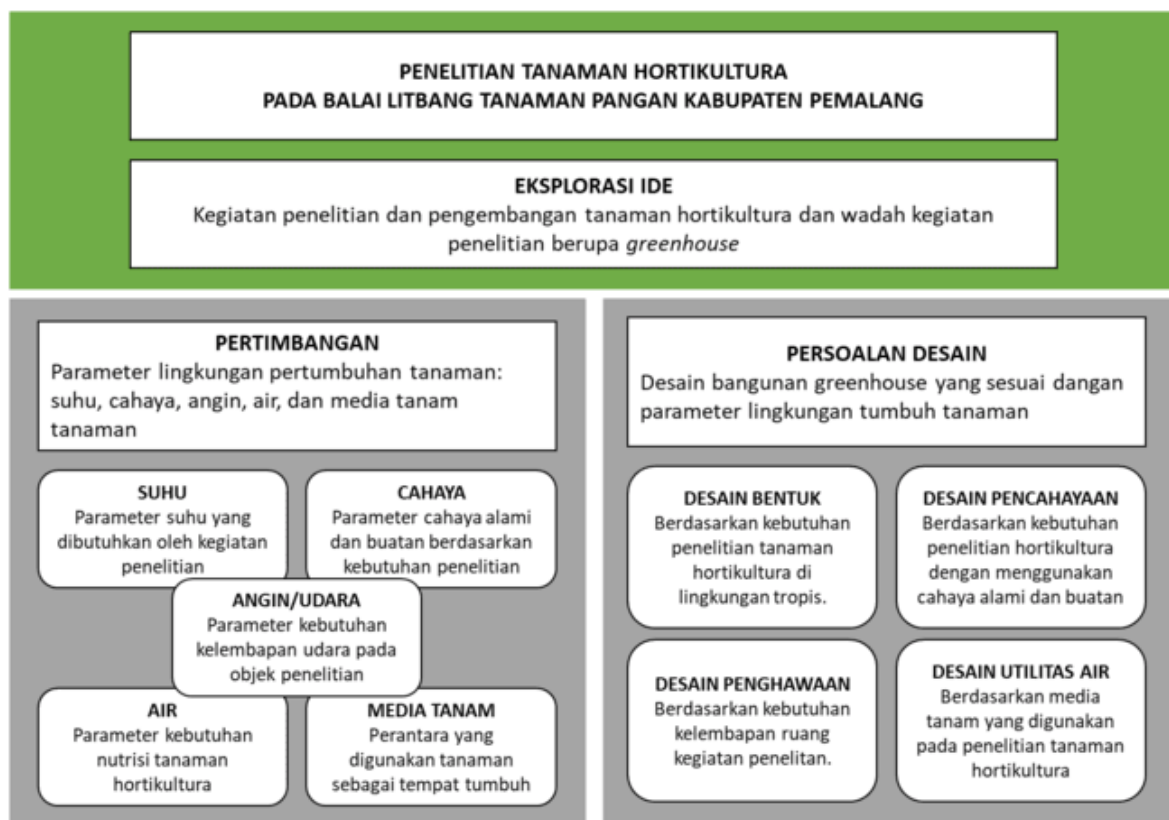 PENELITIAN TANAMAN HORTIKULTURA
PADA BALAI LITBANG TANAMAN PANGAN KABUPATEN PEMALANG
EKSPLORASI IDE
Kegiatan penelitian dan pengembangan tanaman hortikultura dan wadah kegiatan
penelitian berupa greenhouse
PERTIMBANGAN
Parameter lingkungan pertumbuhan tanaman:
suhu, cahaya, angin, air, dan media tanam
tanaman
SUHU
Parameter suhu yang
dibutuhkan oleh kegiatan
penelitian
CAHAYA
Parameter cahaya alami
dan buatan berdasarkan
kebutuhan penelitian
ANGIN/UDARA
Parameter kebutuhan
kelembapan udara pada
objek penelitian
AIR
Parameter kebutuhan
nutrisi tanaman
hortikultura
MEDIA TANAM
Perantara yang
digunakan tanaman
sebagai tempat tumbuh
PERSOALAN DESAIN
Desain bangunan greenhouse yang sesuai dangan
parameter lingkungan tumbuh tanaman
DESAIN BENTUK
Berdasarkan kebutuhan
penelitian tanaman
hortikultura di
lingkungan tropis.
DESAIN PENCAHAYAAN
Berdasarkan kebutuhan
penelitian hortikultura
dengan menggunakan
cahaya alami dan buatan
DESAIN PENGHAWAAN
Berdasarkan kebutuhan
kelembapan ruang
kegiatan penelitan.
DESAIN UTILITAS AIR
Berdasarkan media
tanam yang digunakan
pada penelitian tanaman
hortikultura